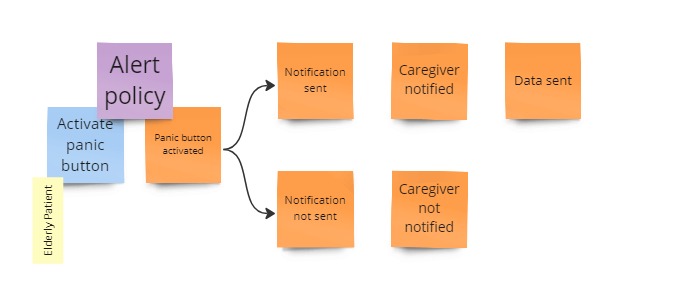 Alert
policy
Activate
panic
button
Elderly Patient
Panic button
activated
Notification
sent
Caregiver
notified
Data sent
Notification
not sent
Caregiver
not
notified